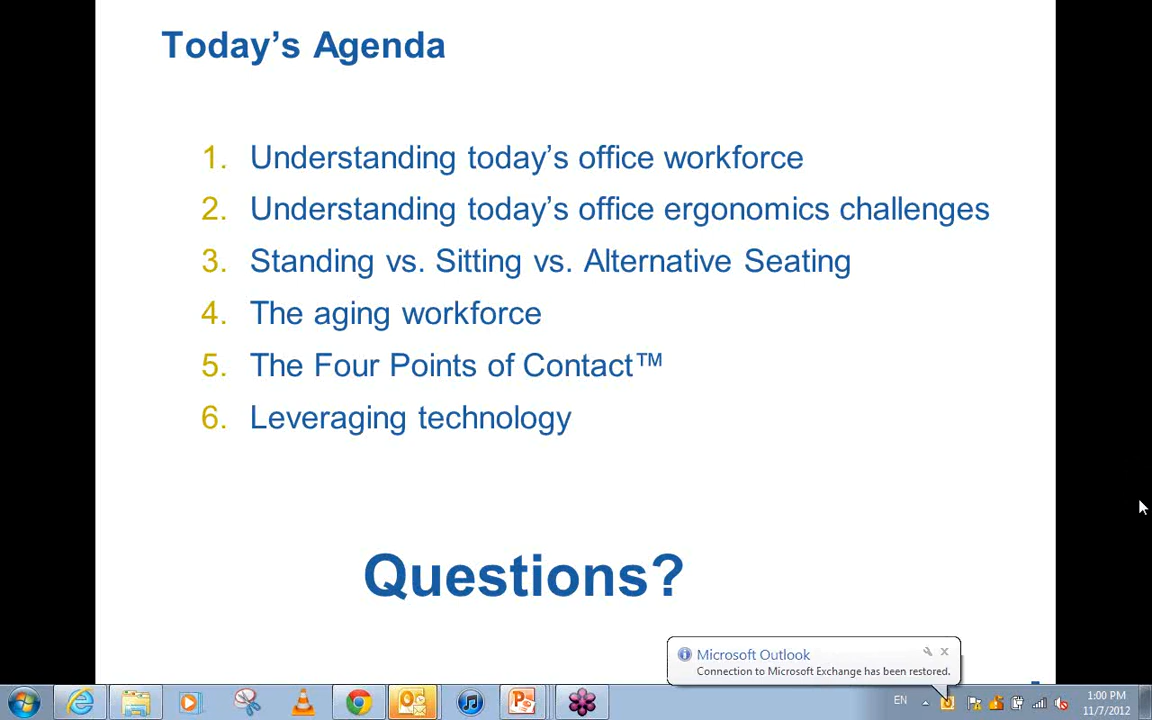 Today's Agenda
1. Understanding today's office workforce
2. Understanding today's office ergonomics challenges
3. Standing vs. Sitting vs. Alternative Seating
4. The aging workforce
5. The Four Points of Contact™
6. Leveraging technology
Questions?
Microsoft Outlook
Connection to Microsoft Exchange has been restored.
EN
1:00 PM
11/7/2012